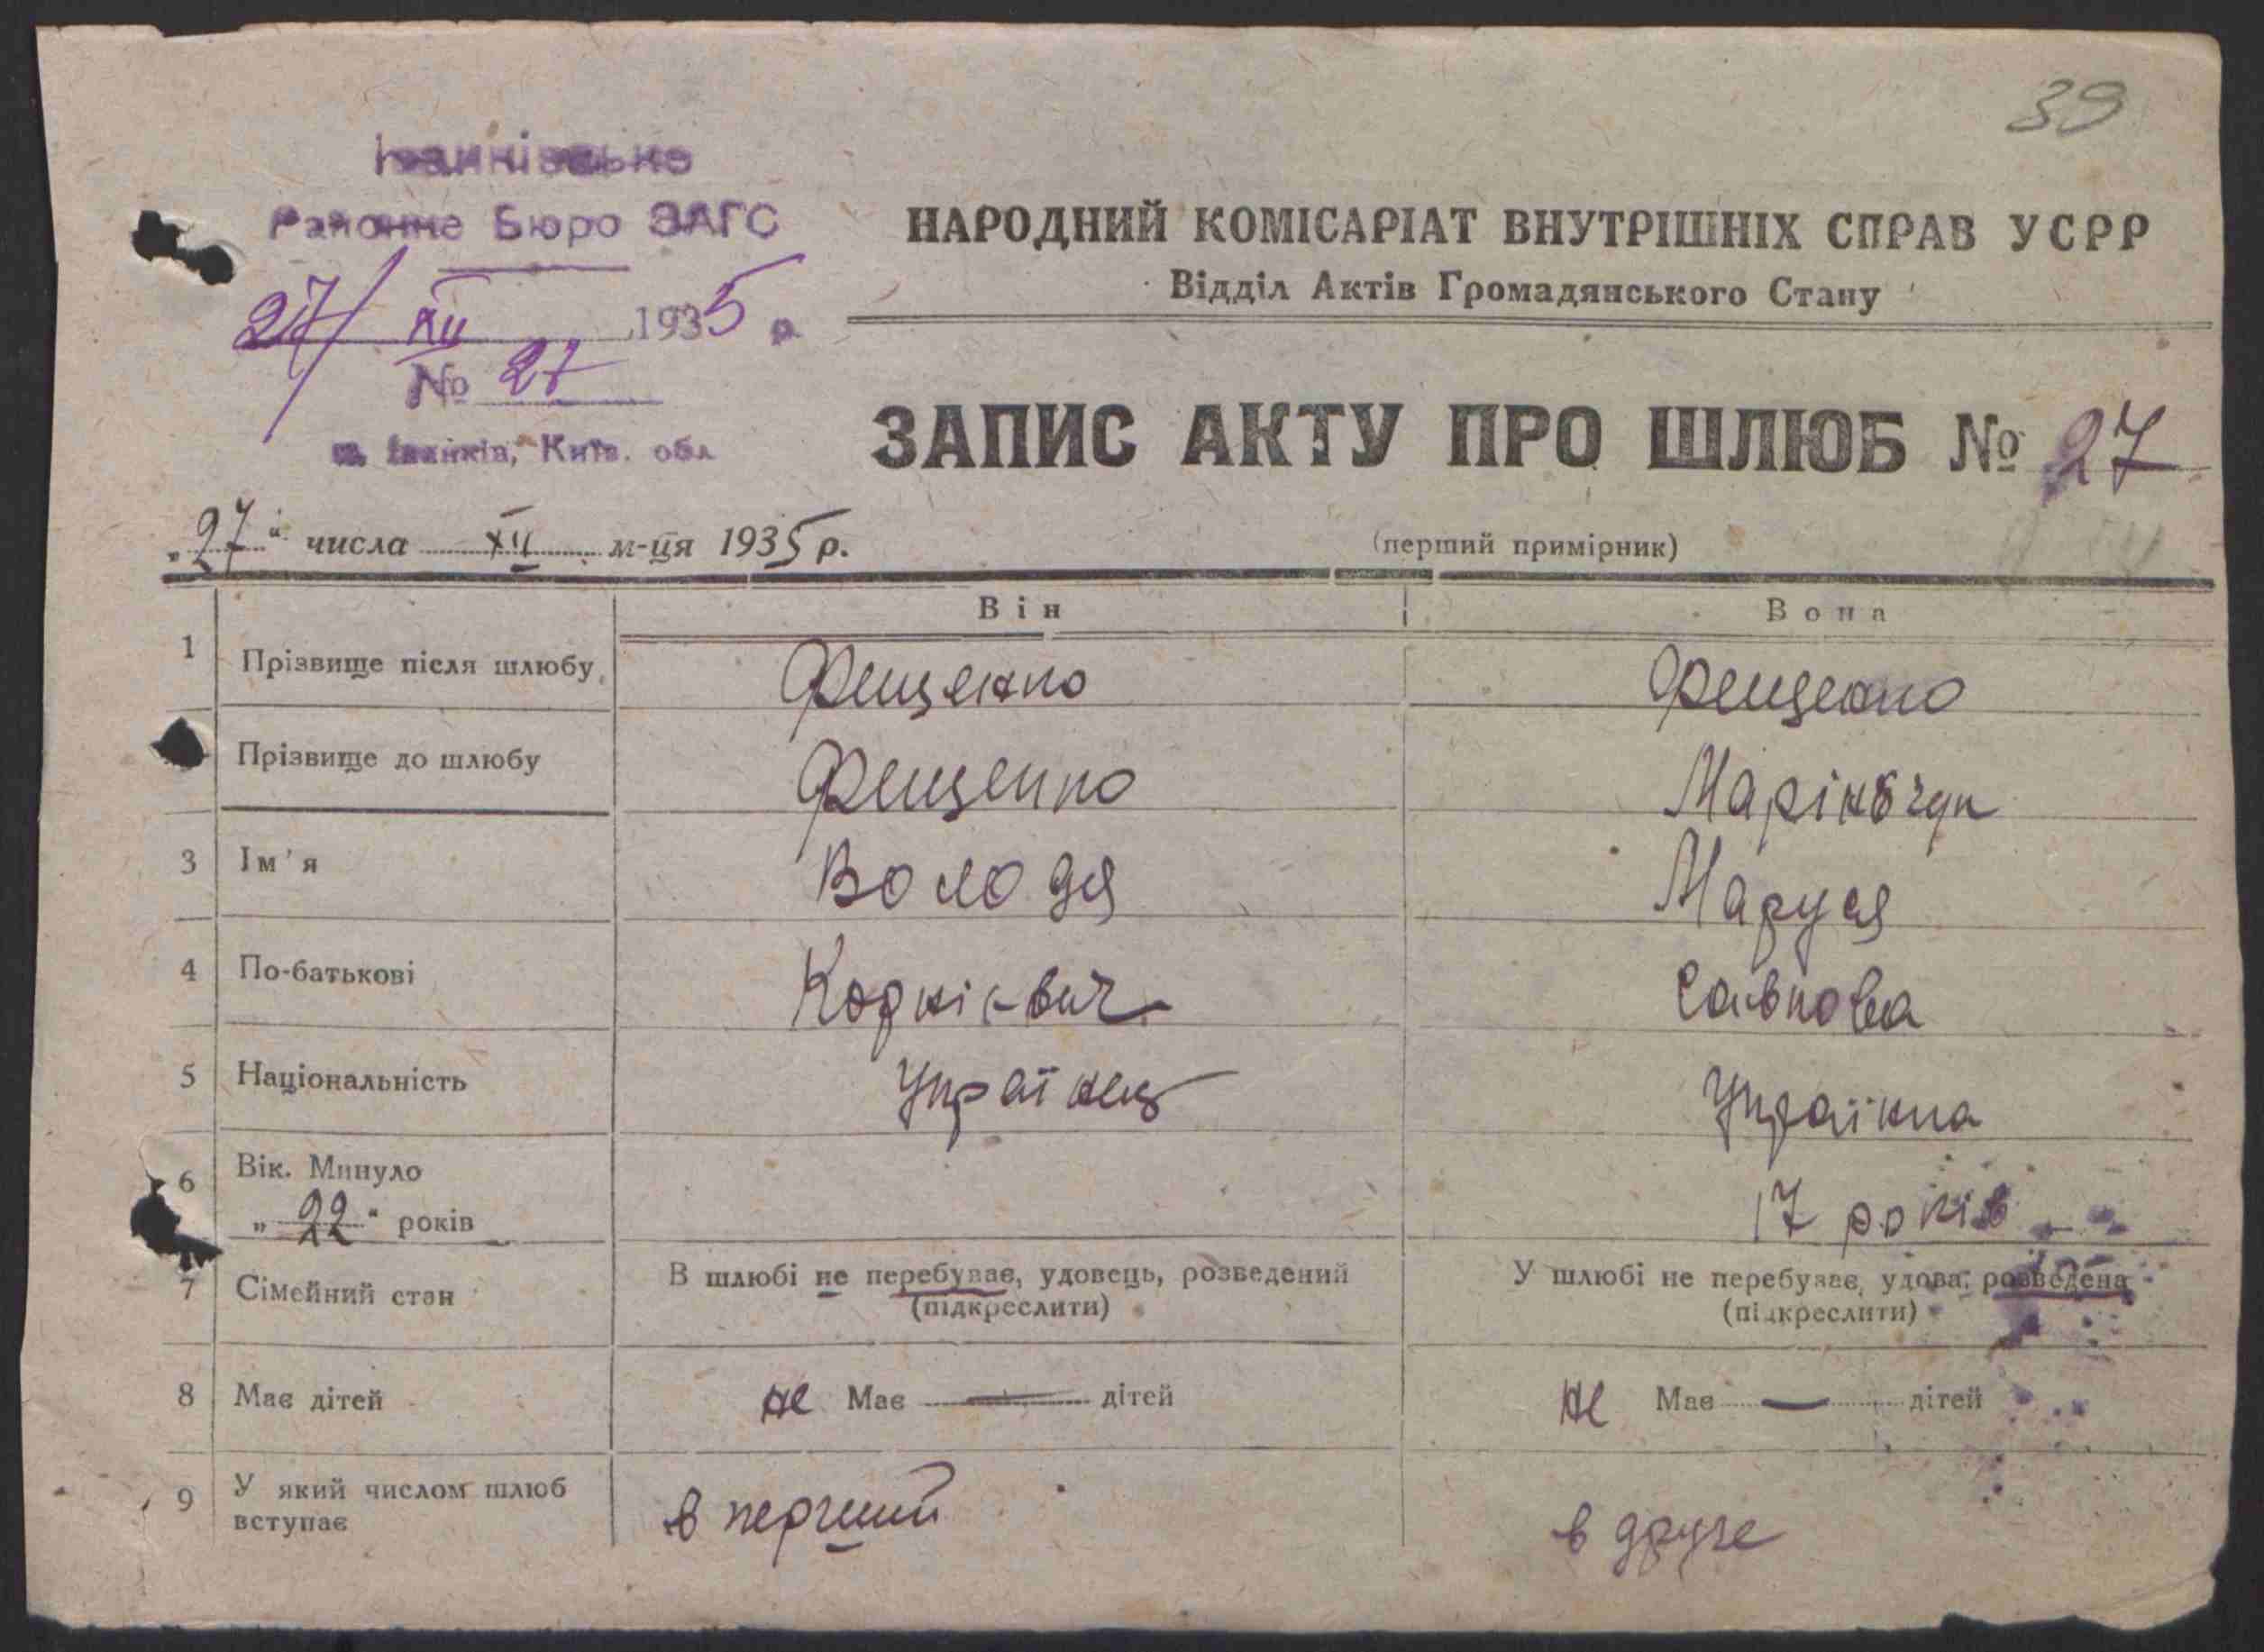 39
Іванківське
Районне Бюро ЗАГС
27/XII 1935 р.
№ 27
м. Іванків, Київ. обл
НАРОДНИЙ КОМІСАРІАТ ВНУТРІШНІХ СПРАВ УСРР
Відділ Актів Громадянського Стану
ЗАПИС АКТУ ПРО ШЛЮБ № 27
„27“ числа XII м-ця 1935 р.
(перший примірник)
Він Вона
1 Прізвище після шлюбу Фещенко Фещенко
Прізвище до шлюбу Фещенко Марінбчук
3 Ім'я Володя Маруся
4 По-батькові Савковва
5 Національність Українец Українка
6 Вік. Минуло
„22“ років 17 років
7 Сімейний стан В шлюбі не перебуває, удовець, розведений У шлюбі не перебуває, удова, розведена
(підкреслити) (підкреслити)
8 Має дітей не Має — дітей не Має — дітей
9 У який числом шлюб
вступає в перший в друге